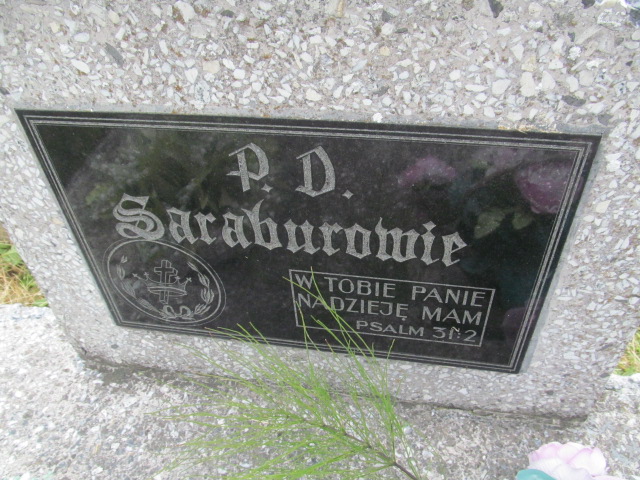 P. D.
Saraburowie
W TOBIE PANIE
NADZIEJĘ MAM
PSALM 31:2